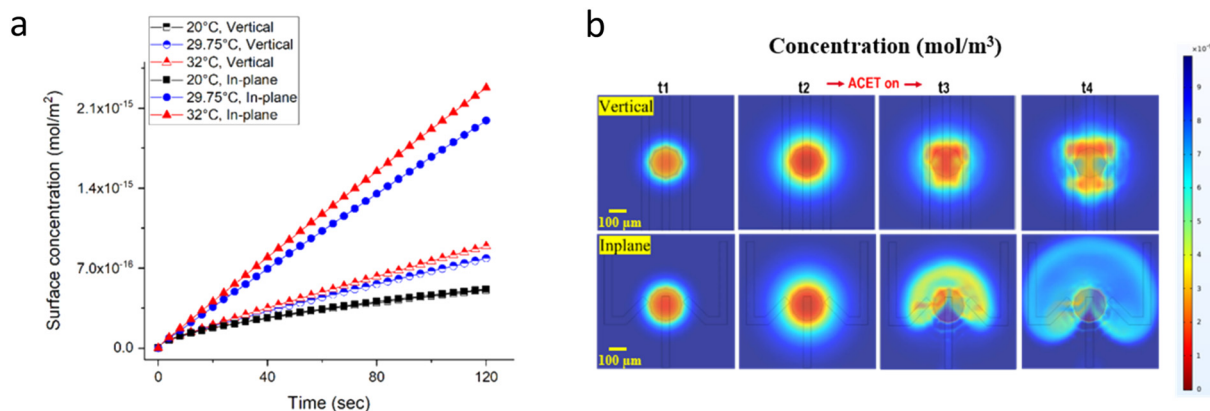 a
20°C, Vertical
29.75°C, Vertical
32°C, Vertical
20°C, In-plane
29.75°C, In-plane
32°C, In-plane
2.1x10⁻¹⁵
1.4x10⁻¹⁵
7.0x10⁻¹⁶
0.0
0 40 80 120
Surface concentration (mol/m²)
Time (sec)
b
Concentration (mol/m³)
t1 t2 ACET on t3 t4
Vertical
100 µm
Inplane
100 µm
9
8
7
6
5
4
3
2
1
0